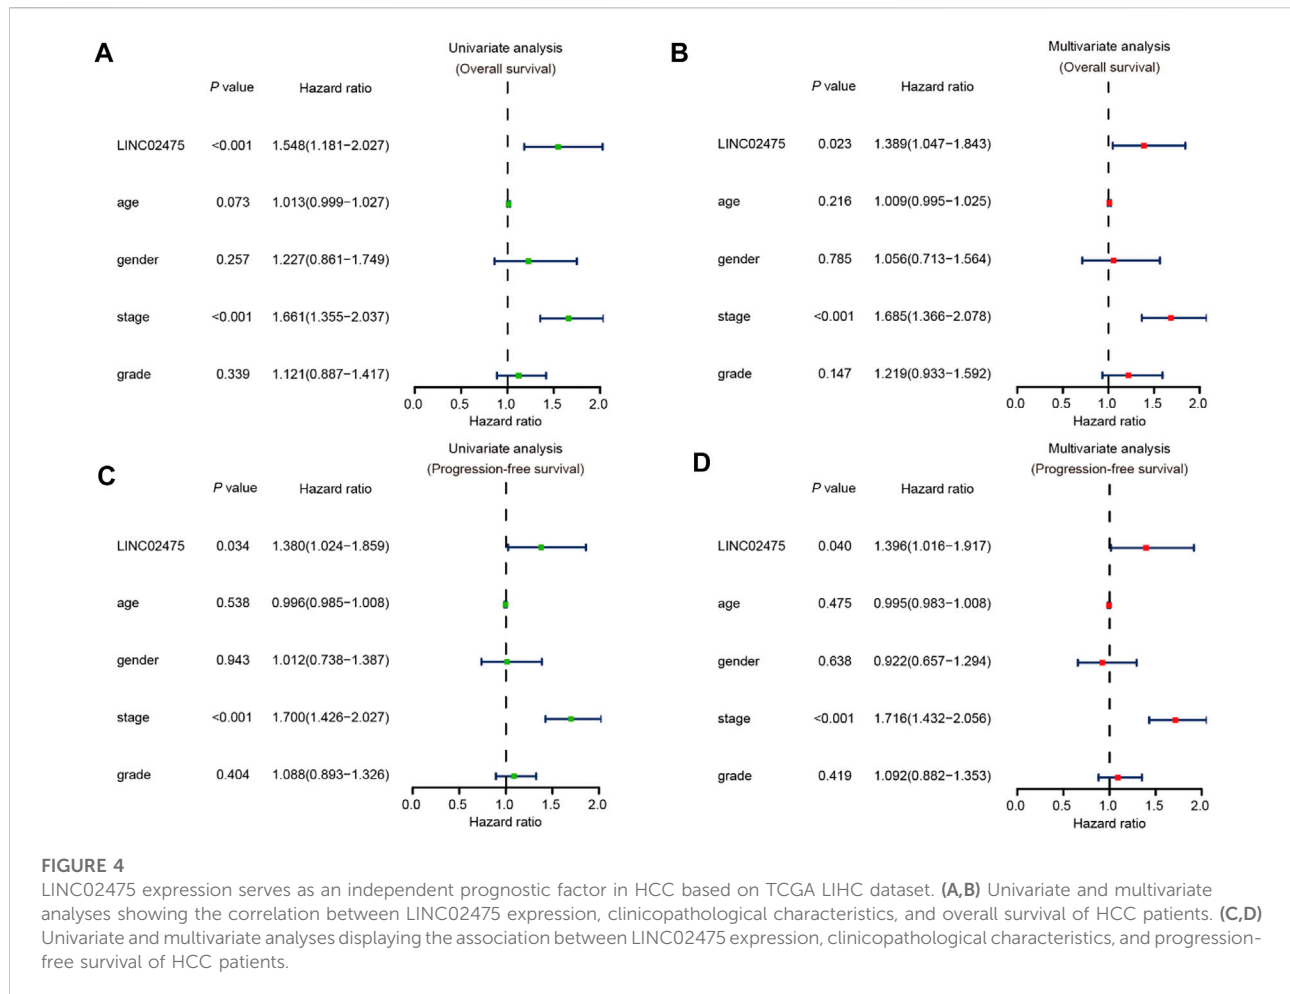 A
Univariate analysis
(Overall survival)
P value Hazard ratio
LINC02475 <0.001 1.548(1.181−2.027)
age 0.073 1.013(0.999−1.027)
gender 0.257 1.227(0.861−1.749)
stage <0.001 1.661(1.355−2.037)
grade 0.339 1.121(0.887−1.417)
0.0 0.5 1.0 1.5 2.0
Hazard ratio
B
Multivariate analysis
(Overall survival)
P value Hazard ratio
LINC02475 0.023 1.389(1.047−1.843)
age 0.216 1.009(0.995−1.025)
gender 0.785 1.056(0.713−1.564)
stage <0.001 1.685(1.366−2.078)
grade 0.147 1.219(0.933−1.592)
0.0 0.5 1.0 1.5 2.0
Hazard ratio
C
Univariate analysis
(Progression-free survival)
P value Hazard ratio
LINC02475 0.034 1.380(1.024−1.859)
age 0.538 0.996(0.985−1.008)
gender 0.943 1.012(0.738−1.387)
stage <0.001 1.700(1.426−2.027)
grade 0.404 1.088(0.893−1.326)
0.0 0.5 1.0 1.5 2.0
Hazard ratio
D
Multivariate analysis
(Progression-free survival)
P value Hazard ratio
LINC02475 0.040 1.396(1.016−1.917)
age 0.475 0.995(0.983−1.008)
gender 0.638 0.922(0.657−1.294)
stage <0.001 1.716(1.432−2.056)
grade 0.419 1.092(0.882−1.353)
0.0 0.5 1.0 1.5 2.0
Hazard ratio
FIGURE 4
LINC02475 expression serves as an independent prognostic factor in HCC based on TCGA LIHC dataset. (A,B) Univariate and multivariate
analyses showing the correlation between LINC02475 expression, clinicopathological characteristics, and overall survival of HCC patients. (C,D)
Univariate and multivariate analyses displaying the association between LINC02475 expression, clinicopathological characteristics, and progression-
free survival of HCC patients.